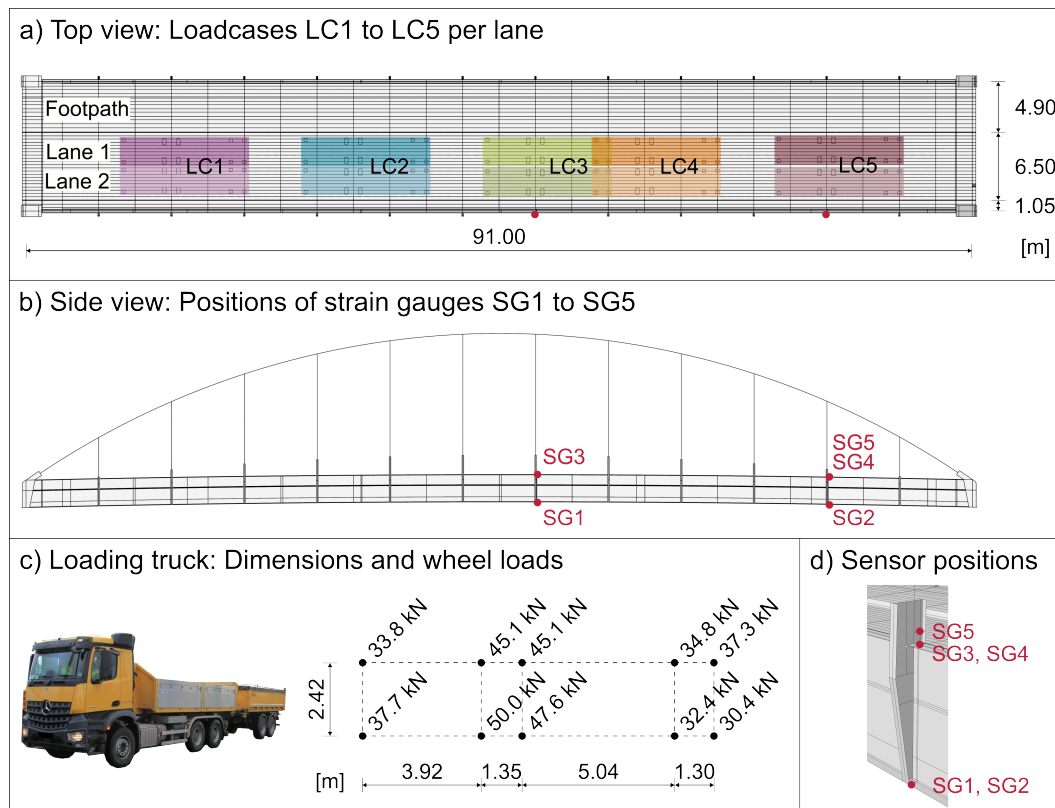 a) Top view: Loadcases LC1 to LC5 per lane
Footpath
Lane 1
Lane 2
LC1
LC2
LC3
LC4
LC5
4.90
6.50
1.05
91.00
[m]
b) Side view: Positions of strain gauges SG1 to SG5
SG3
SG1
SG5
SG4
SG2
c) Loading truck: Dimensions and wheel loads
33.8 kN
45.1 kN
45.1 kN
34.8 kN
37.3 kN
2.42
37.7 kN
50.0 kN
47.6 kN
32.4 kN
30.4 kN
[m]
3.92
1.35
5.04
1.30
d) Sensor positions
SG5
SG3, SG4
SG1, SG2